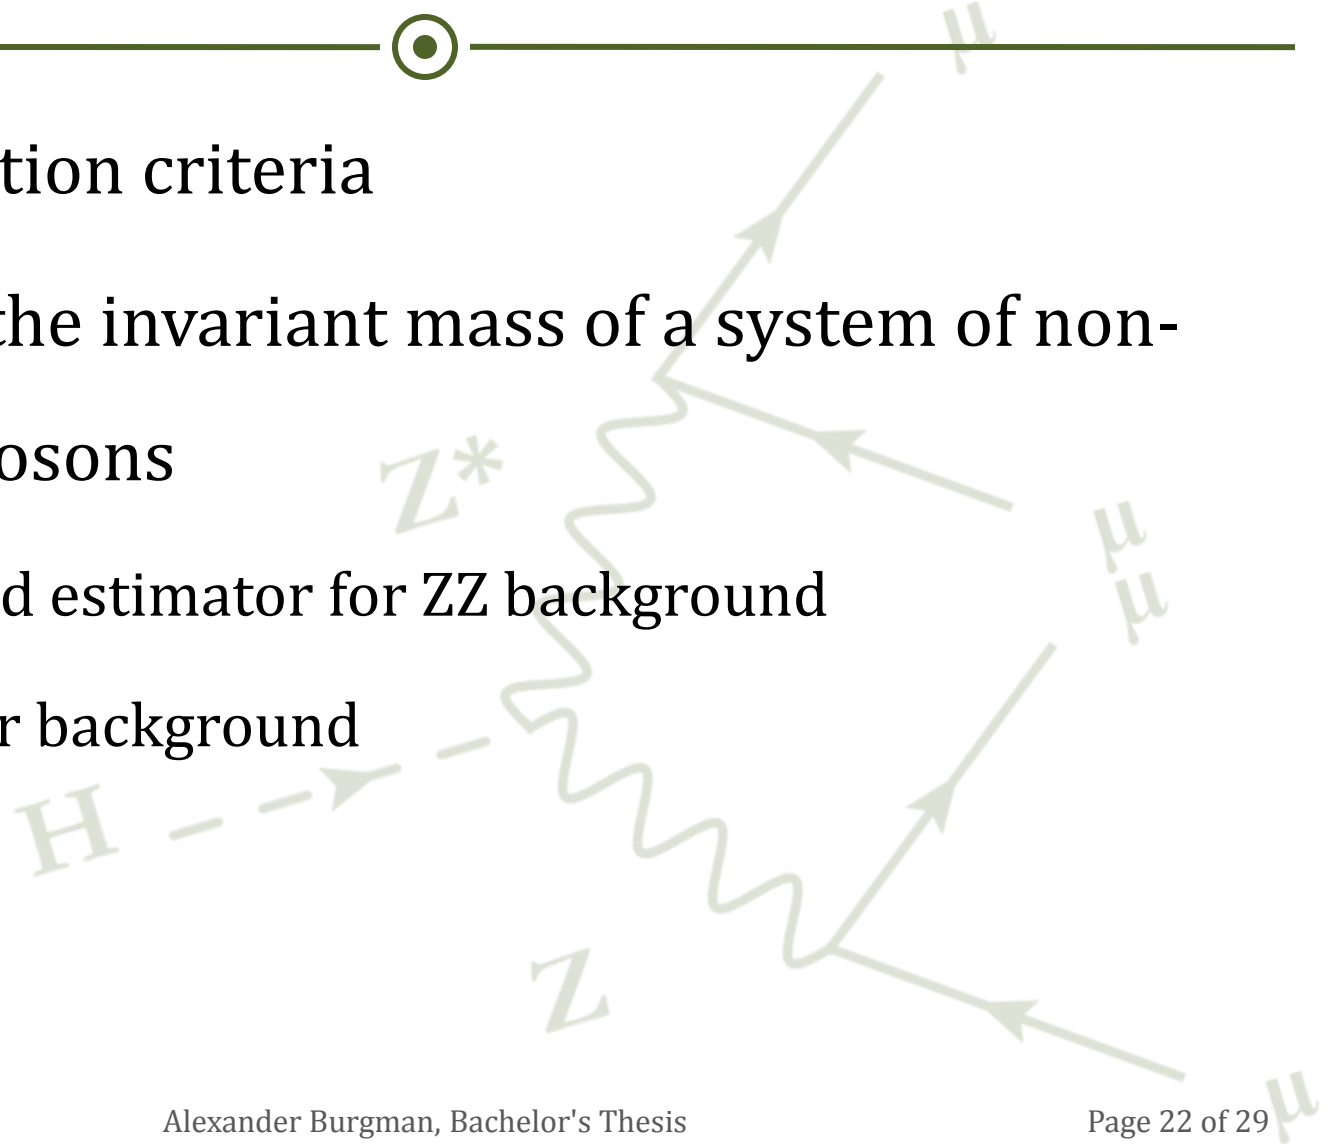 μ
tion criteria
the invariant mass of a system of non-
osons
Z*
μ
d estimator for ZZ background
μ
r background
H
Z
Alexander Burgman, Bachelor's Thesis
Page 22 of 29
μ